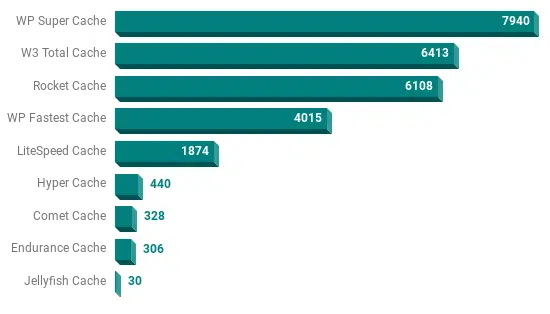 WP Super Cache 7940
W3 Total Cache 6413
Rocket Cache 6108
WP Fastest Cache 4015
LiteSpeed Cache 1874
Hyper Cache 440
Comet Cache 328
Endurance Cache 306
Jellyfish Cache 30